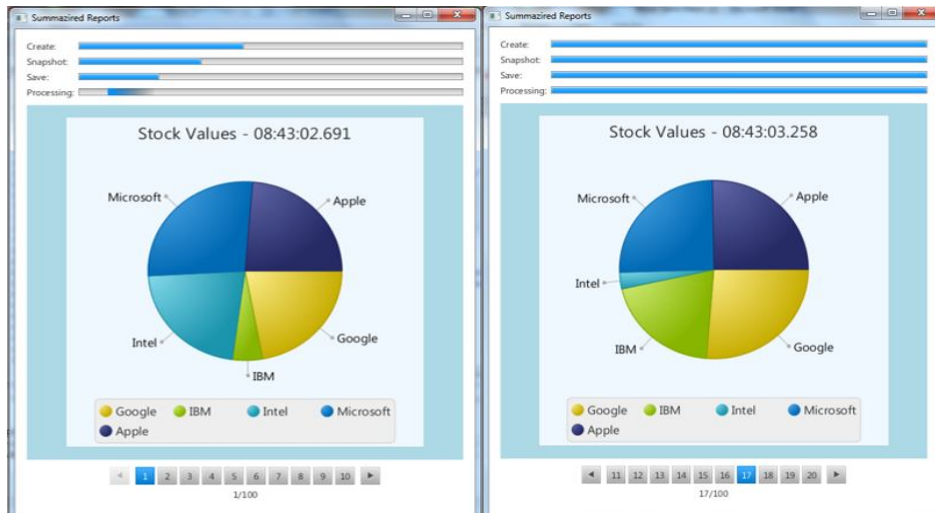 Summazired Reports
Create:
Snapshot:
Save:
Processing:
Stock Values - 08:43:02.691
Microsoft
Apple
Intel
Google
IBM
Google IBM Intel Microsoft
Apple
1 2 3 4 5 6 7 8 9 10
1/100
Summazired Reports
Create:
Snapshot:
Save:
Processing:
Stock Values - 08:43:03.258
Microsoft
Apple
Intel
IBM
Google
Google IBM Intel Microsoft
Apple
11 12 13 14 15 16 17 18 19 20
17/100